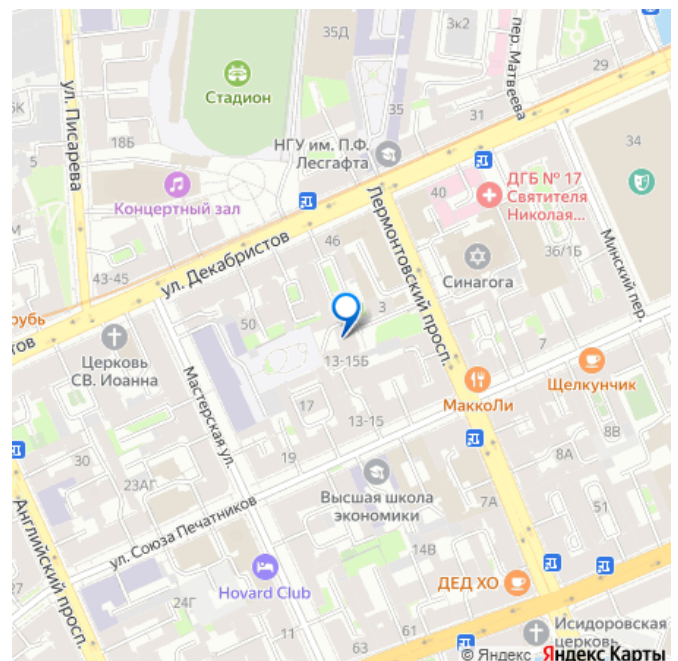 35Д
3к2
пер. Матвеева
29
Стадион
35
31
ул. Писарева
18Б
5
НГУ им. П.Ф.
Лесгафта
34
ДГБ № 17
Святителя
Николая...
40
Концертный зал
Лермонтовский просп.
46
Синагога
36/1Б
Минский пер.
ул. Декабристов
43-45
50
3
Церковь
СВ. Иоанна
13-15Б
7
МаккоЛи
Щелкунчик
Мастерская ул.
17
13-15
19
30
8В
8А
23АГ
Высшая школа
экономики
7А
51
Английский просп.
ул. Союза Печатников
14В
Hovard Club
ДЕД ХО
24Г
27
11
63
61
Исидоровская
церковь
© Яндекс Яндекс Карты